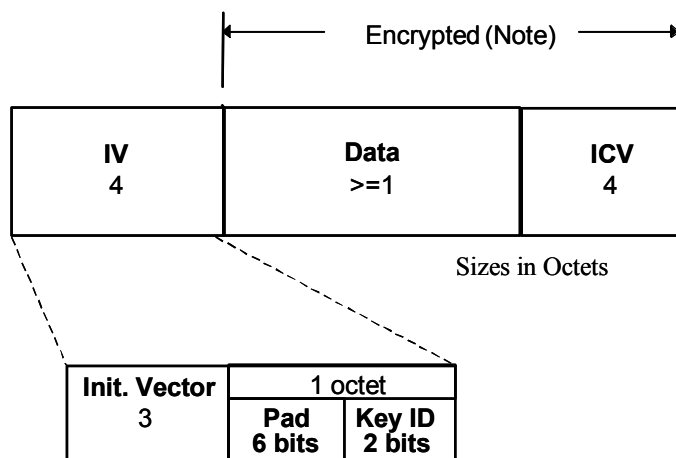 Encrypted (Note)
IV
4
Data
>=1
ICV
4
Sizes in Octets
Init. Vector
3
1 octet
Pad
6 bits
Key ID
2 bits